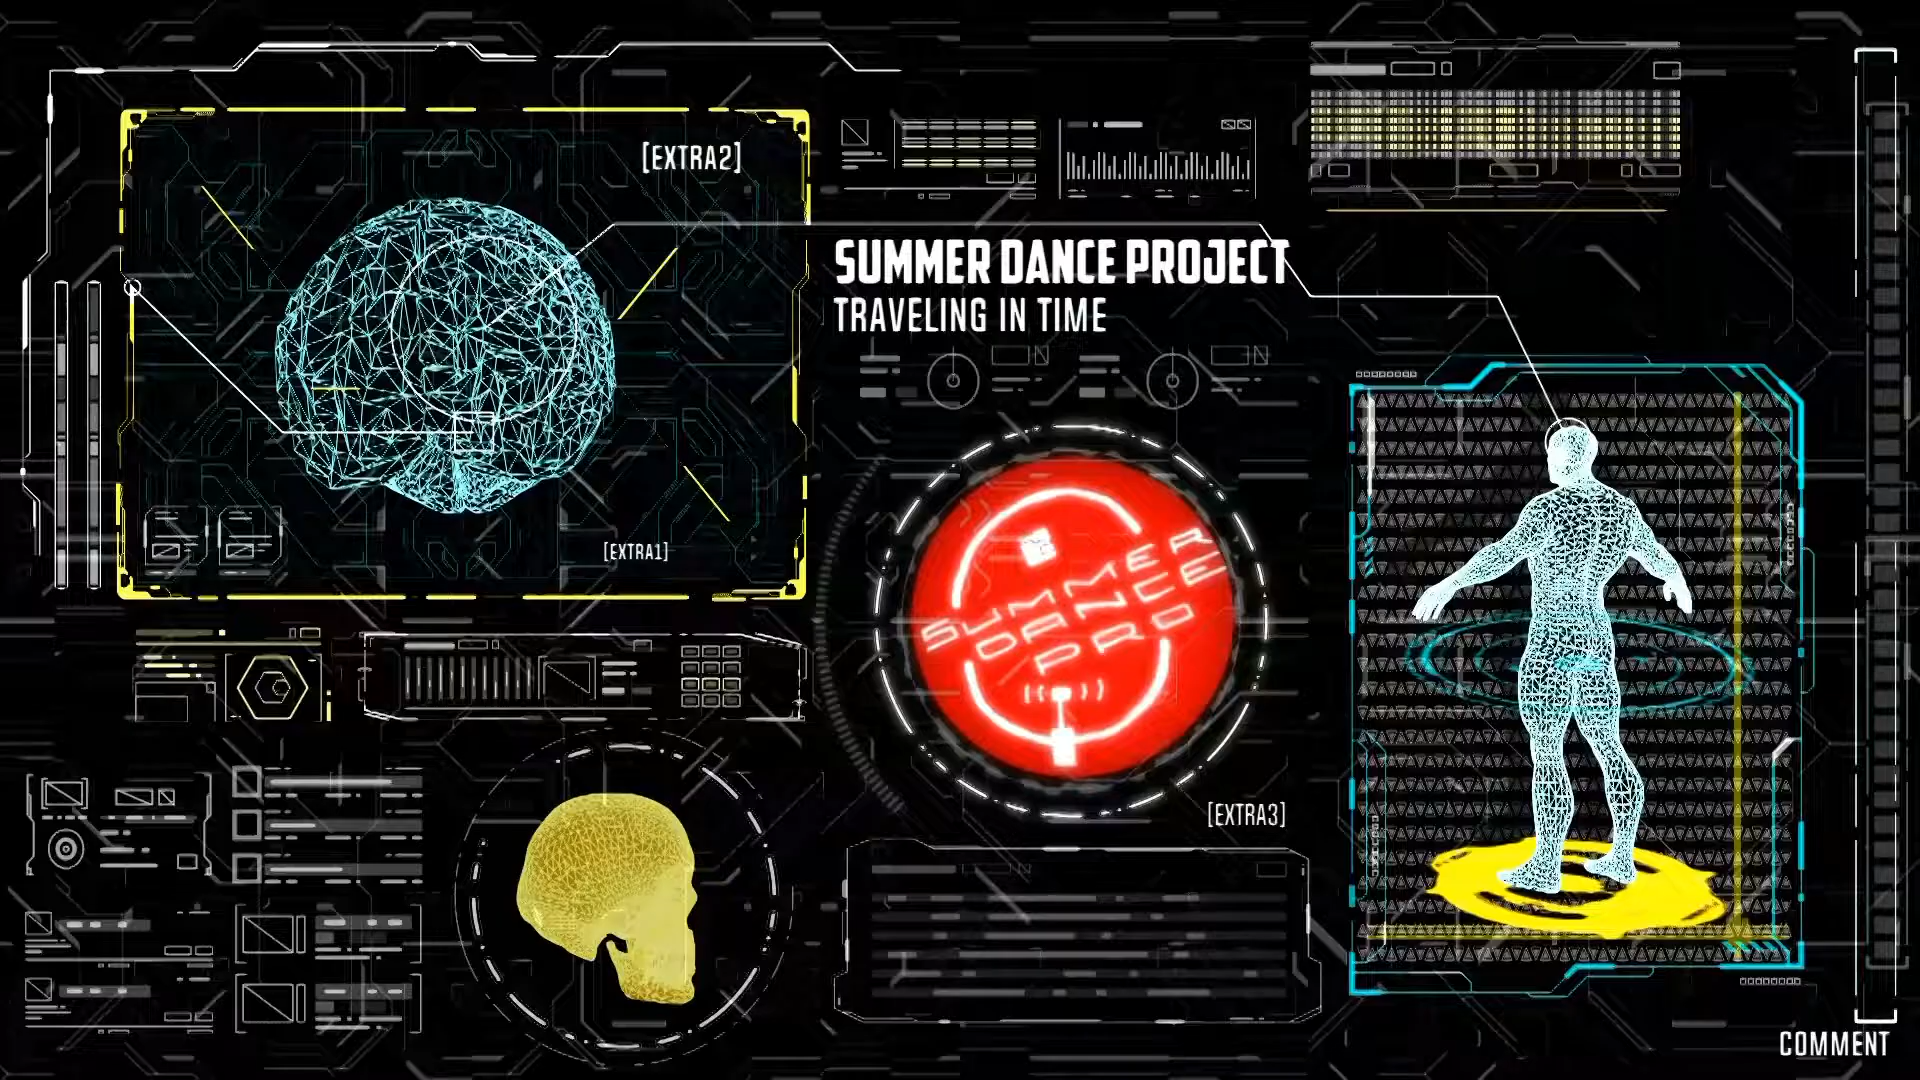 [EXTRA2]
SUMMER DANCE PROJECT
TRAVELING IN TIME
[EXTRA1]
SUMMER
DANCE
PRO
[EXTRA3]
COMMENT